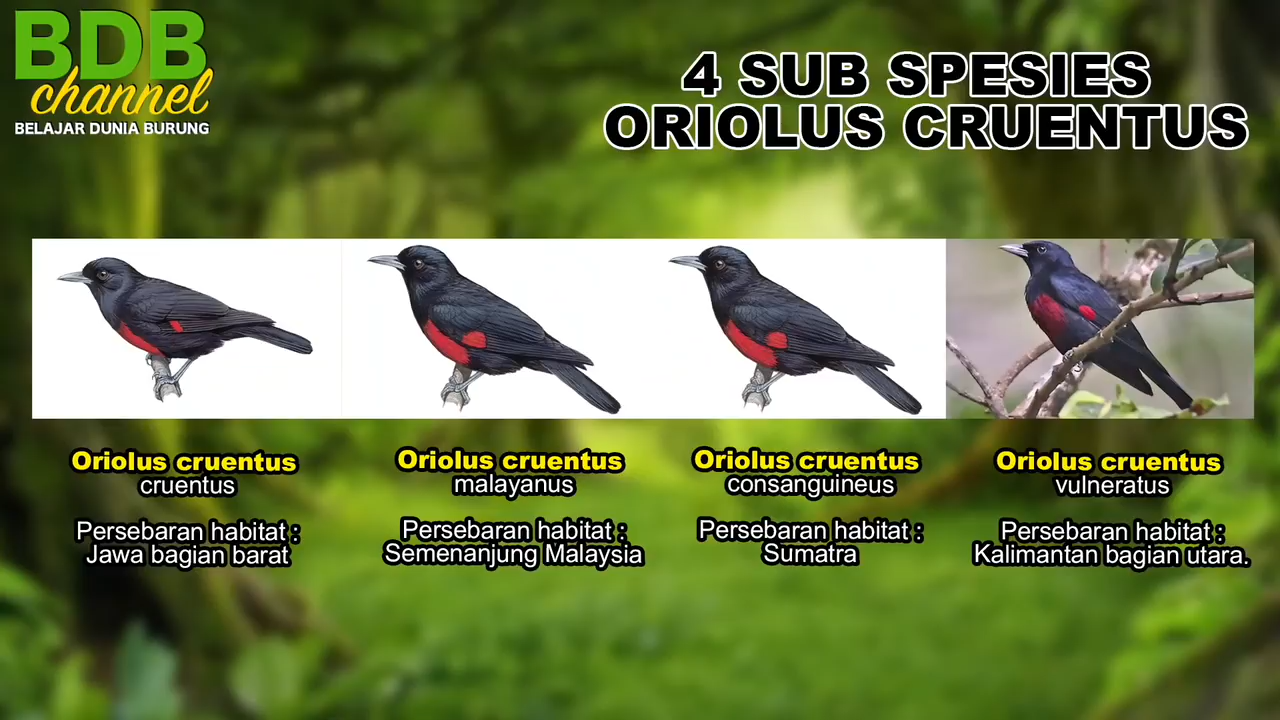 BDB
channel
BELAJAR DUNIA BURUNG
4 SUB SPESIES
ORIOLUS CRUENTUS
Oriolus cruentus
cruentus
Persebaran habitat :
Jawa bagian barat
Oriolus cruentus
malayanus
Persebaran habitat :
Semenanjung Malaysia
Oriolus cruentus
consanguineus
Persebaran habitat :
Sumatra
Oriolus cruentus
vulneratus
Persebaran habitat :
Kalimantan bagian utara.